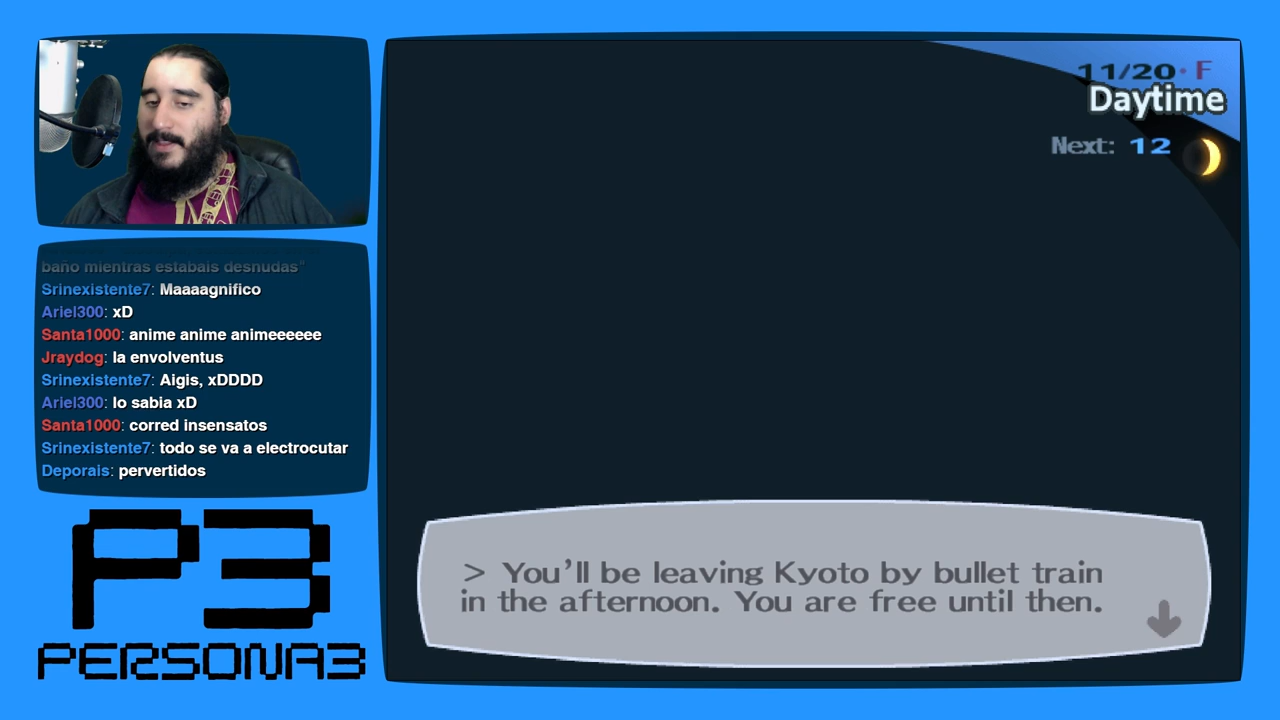 11/20・F
Daytime
Next: 12
baño mientras estabais desnudas"
Srinexistente7: Maaaagnifico
Ariel300: xD
Santa1000: anime anime animeeeeee
Jraydog: la envolventus
Srinexistente7: Aigis, xDDDD
Ariel300: lo sabia xD
Santa1000: corred insensatos
Srinexistente7: todo se va a electrocutar
Deporais: pervertidos
P3
PERSONA3
> You'll be leaving Kyoto by bullet train
in the afternoon. You are free until then.